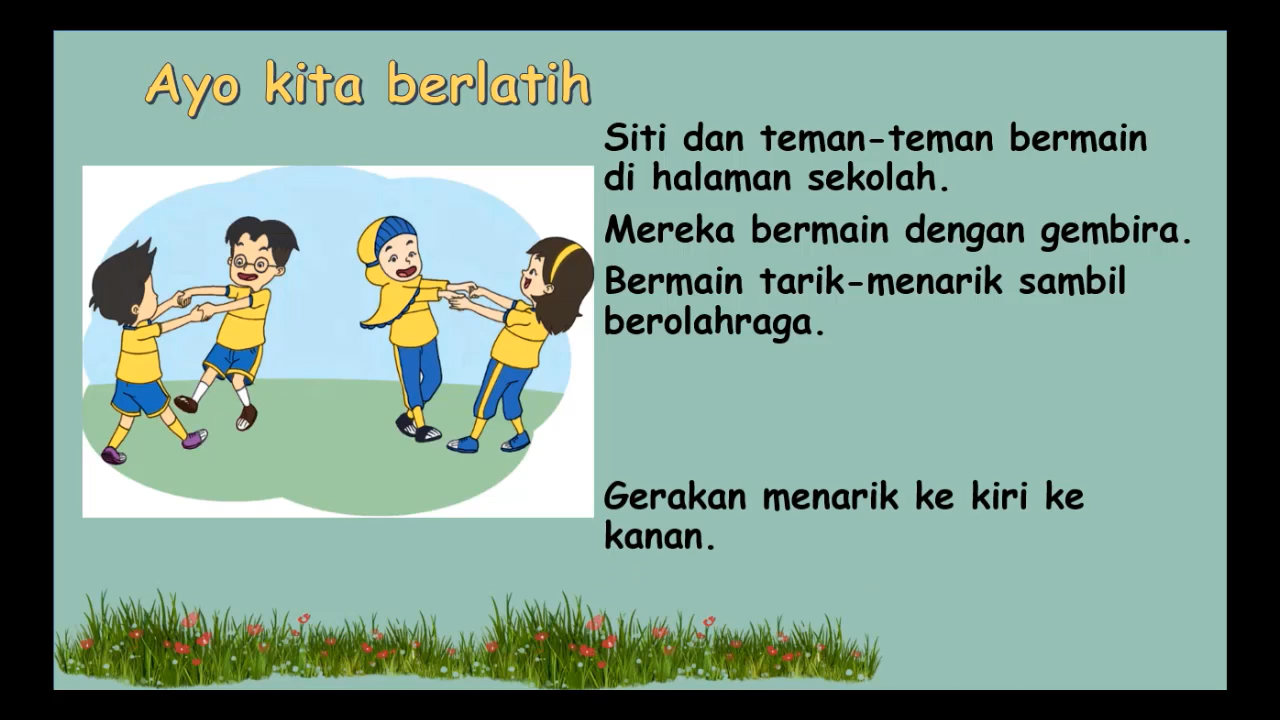 Ayo kita berlatih
Siti dan teman-teman bermain
di halaman sekolah.
Mereka bermain dengan gembira.
Bermain tarik-menarik sambil
berolahraga.
Gerakan menarik ke kiri ke
kanan.